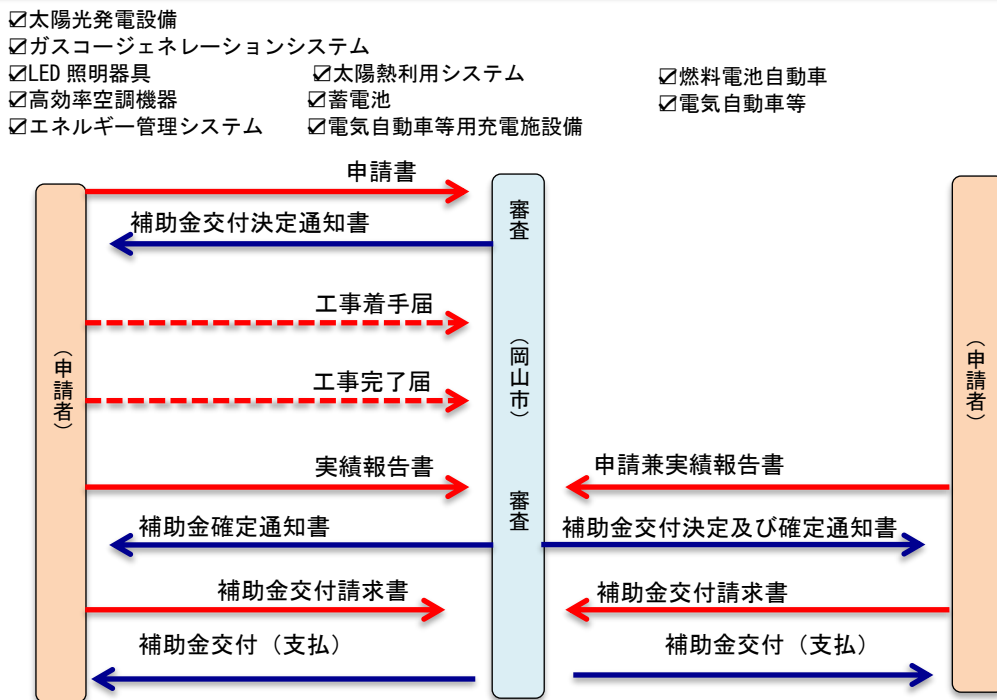 ☑太陽光発電設備
☑ガスコージェネレーションシステム
☑LED 照明器具 ☑太陽熱利用システム ☑燃料電池自動車
☑高効率空調機器 ☑蓄電池 ☑電気自動車等
☑エネルギー管理システム ☑電気自動車等用充電施設備
申請書
審査
補助金交付決定通知書
工事着手届
（岡山市）
（申請者）
（申請者）
工事完了届
実績報告書
申請兼実績報告書
審査
補助金確定通知書
補助金交付決定及び確定通知書
補助金交付請求書
補助金交付請求書
補助金交付（支払）
補助金交付（支払）